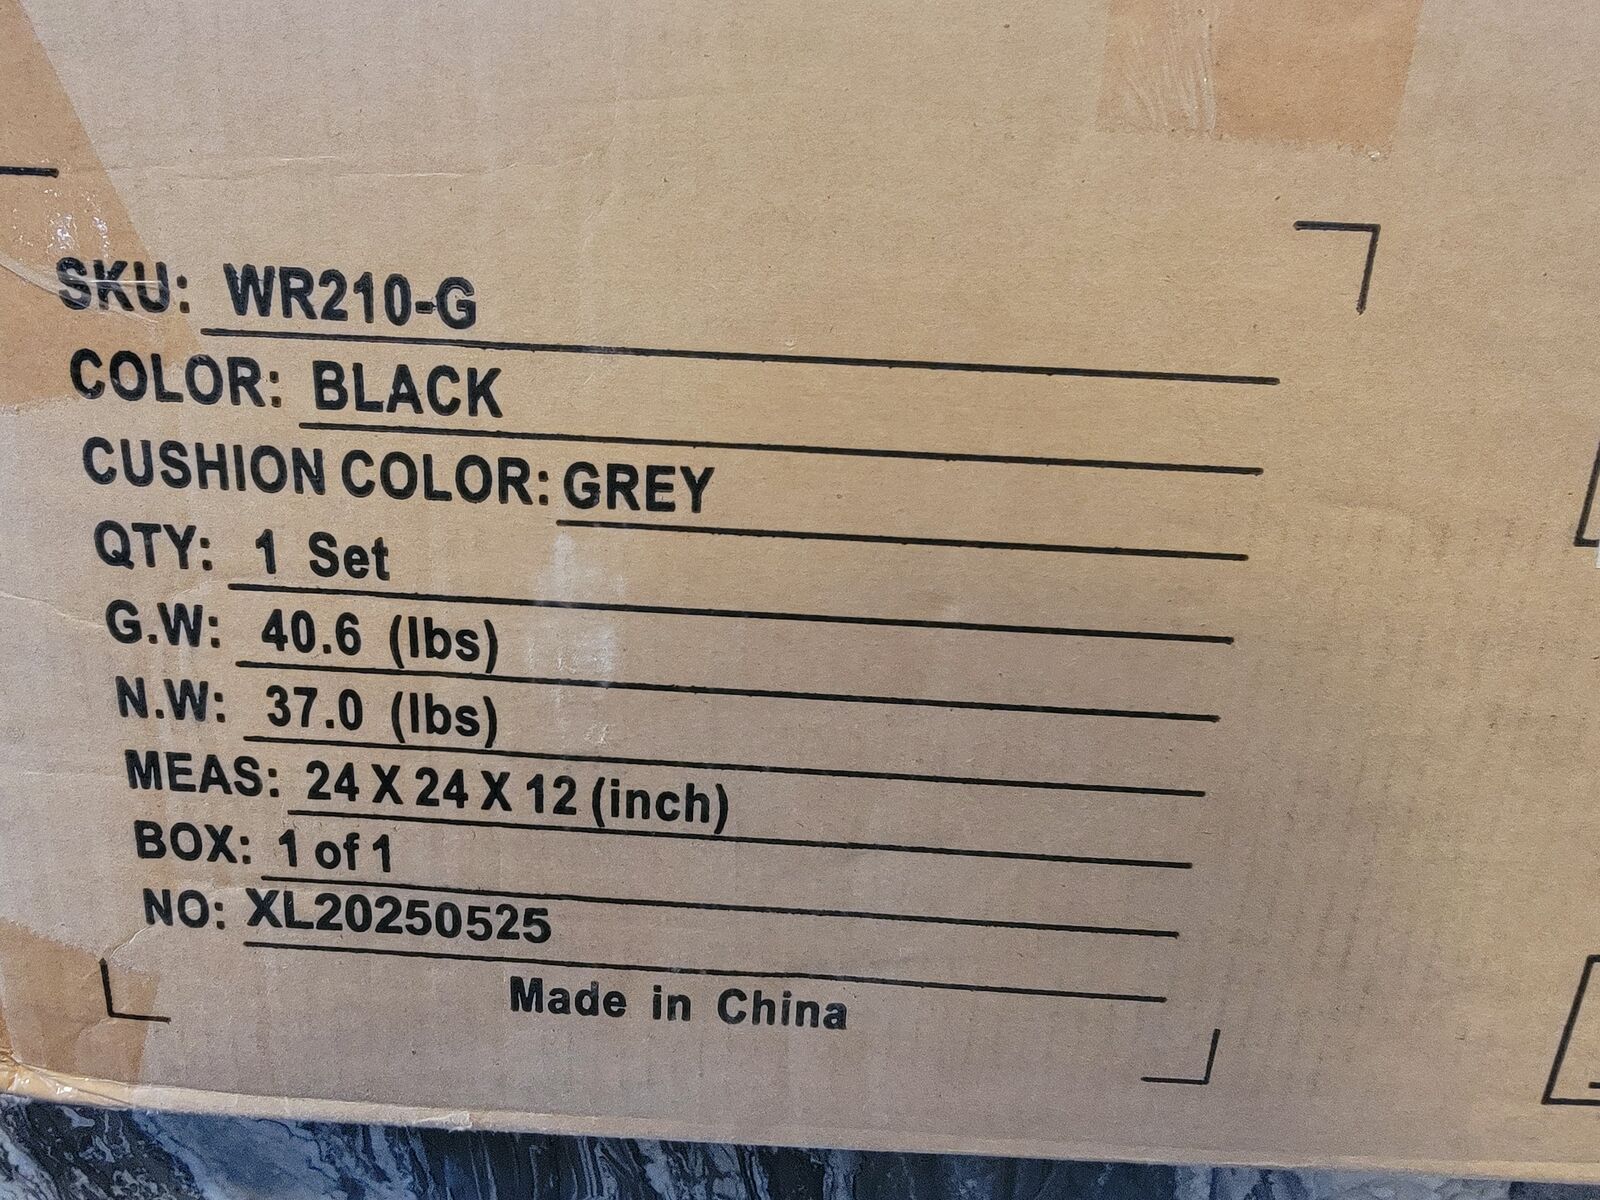 SKU: WR210-G
COLOR: BLACK
CUSHION COLOR: GREY
QTY: 1 Set
G.W: 40.6 (lbs)
N.W: 37.0 (lbs)
MEAS: 24 X 24 X 12 (inch)
BOX: 1 of 1
NO: XL20250525
Made in China